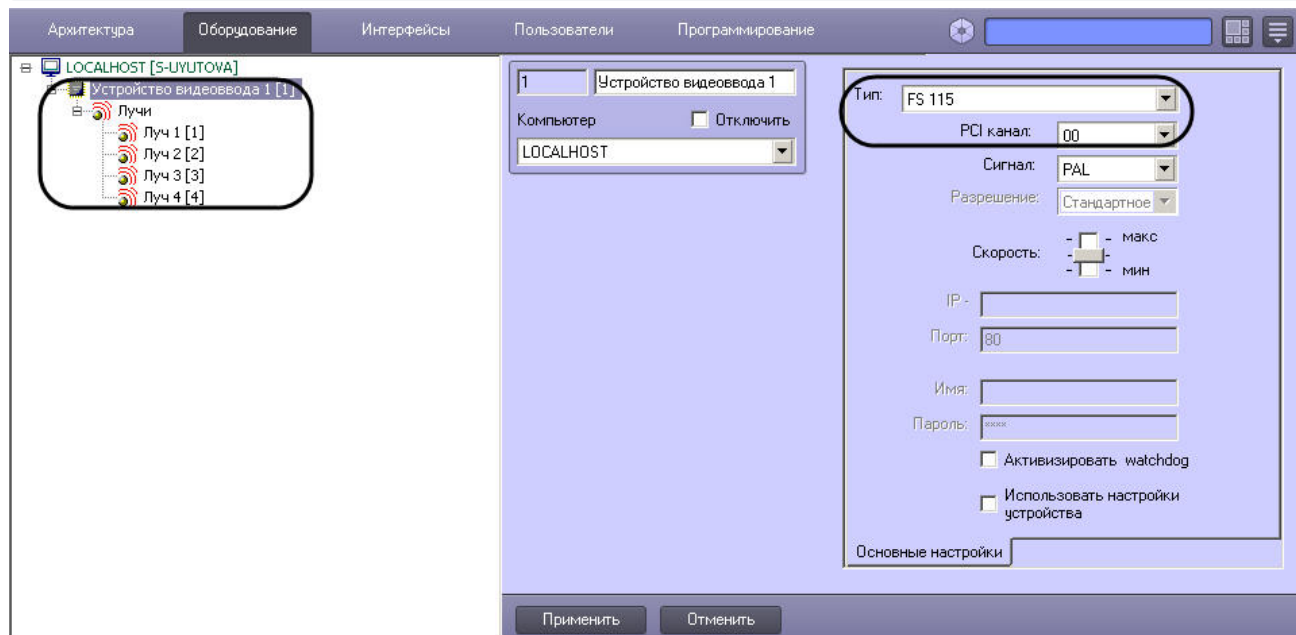 Архитектура Оборудование Интерфейсы Пользователи Программирование
LOCALHOST [S-UYUTOVA]
Устройство видеоввода 1 [1]
Лучи
Луч 1 [1]
Луч 2 [2]
Луч 3 [3]
Луч 4 [4]
1 Устройство видеоввода 1
Компьютер Отключить
LOCALHOST
Тип: FS 115
PCI канал: 00
Сигнал: PAL
Разрешение: Стандартное
Скорость: макс
мин
IP -
Порт: 80
Имя:
Пароль: ****
Активизировать watchdog
Использовать настройки
устройства
Основные настройки
Применить Отменить